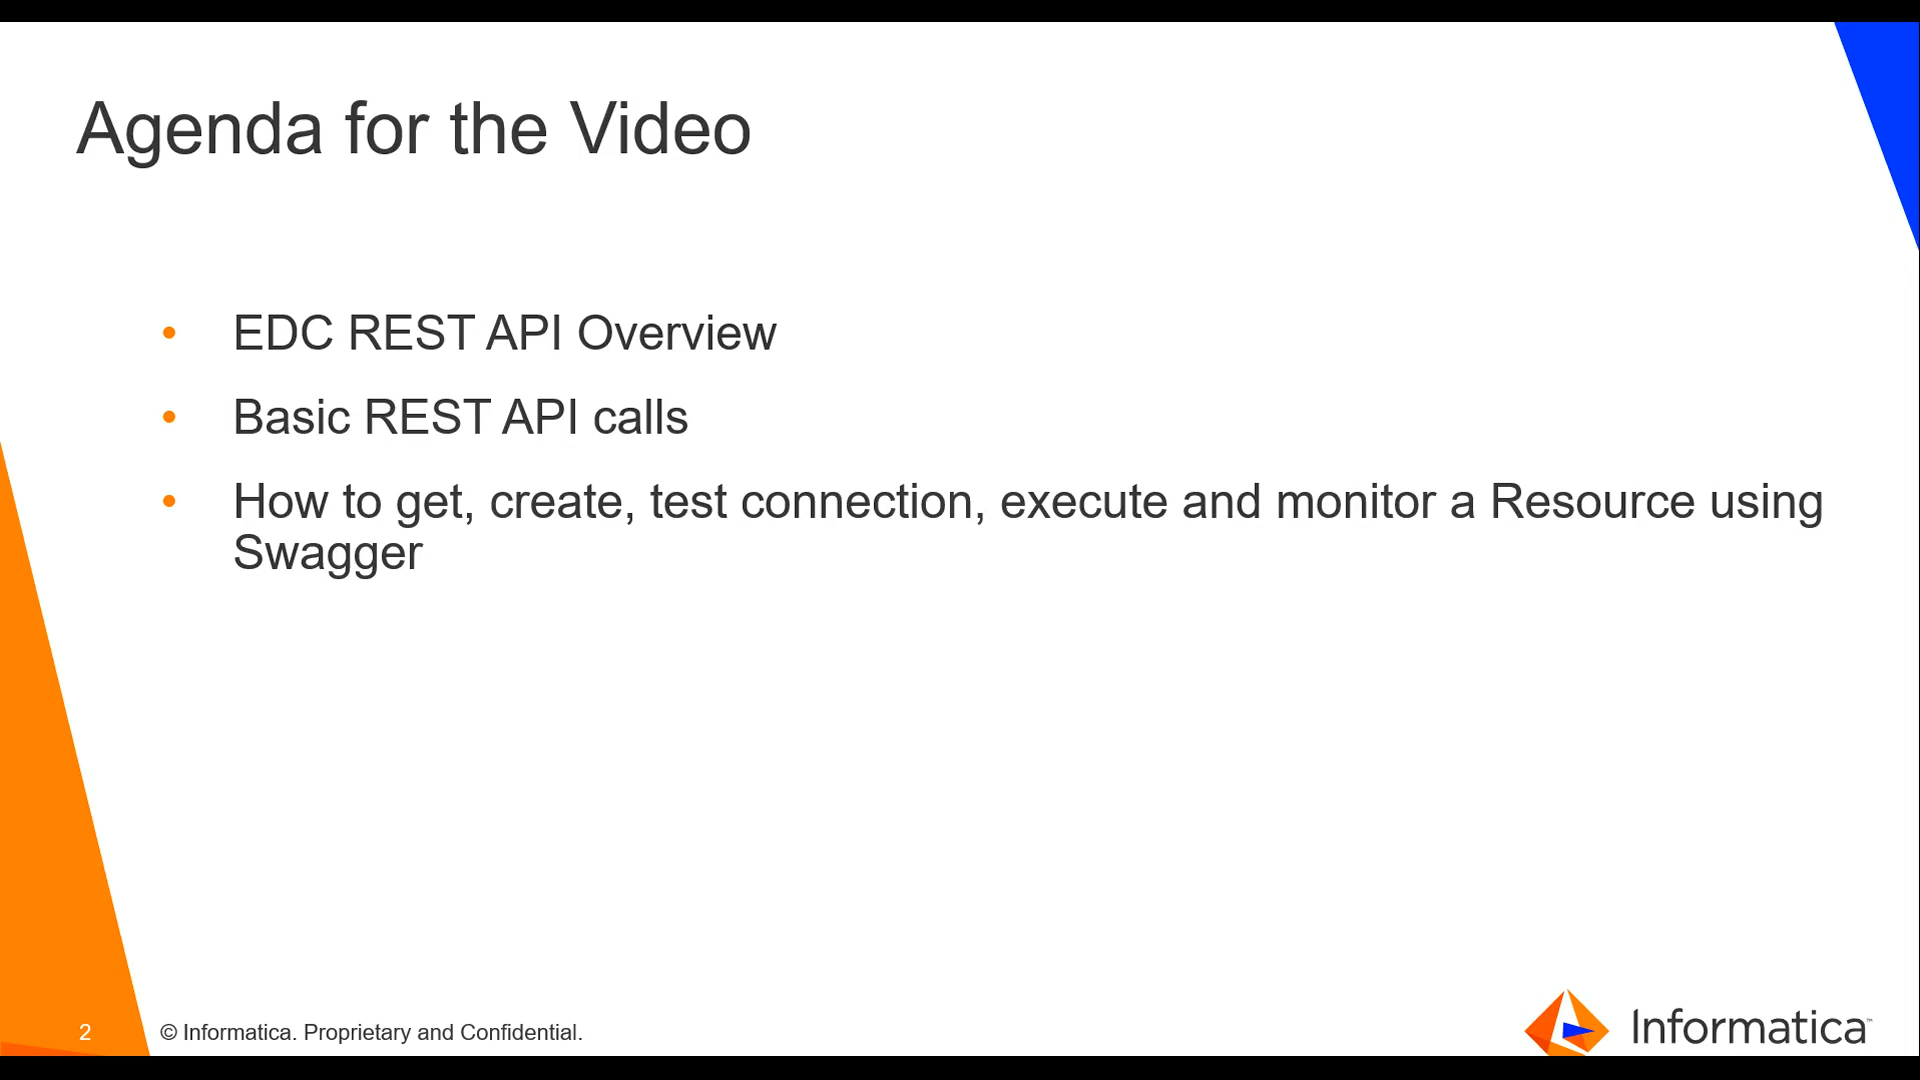 Agenda for the Video
• EDC REST API Overview
• Basic REST API calls
• How to get, create, test connection, execute and monitor a Resource using
Swagger
2
© Informatica. Proprietary and Confidential.
Informatica™